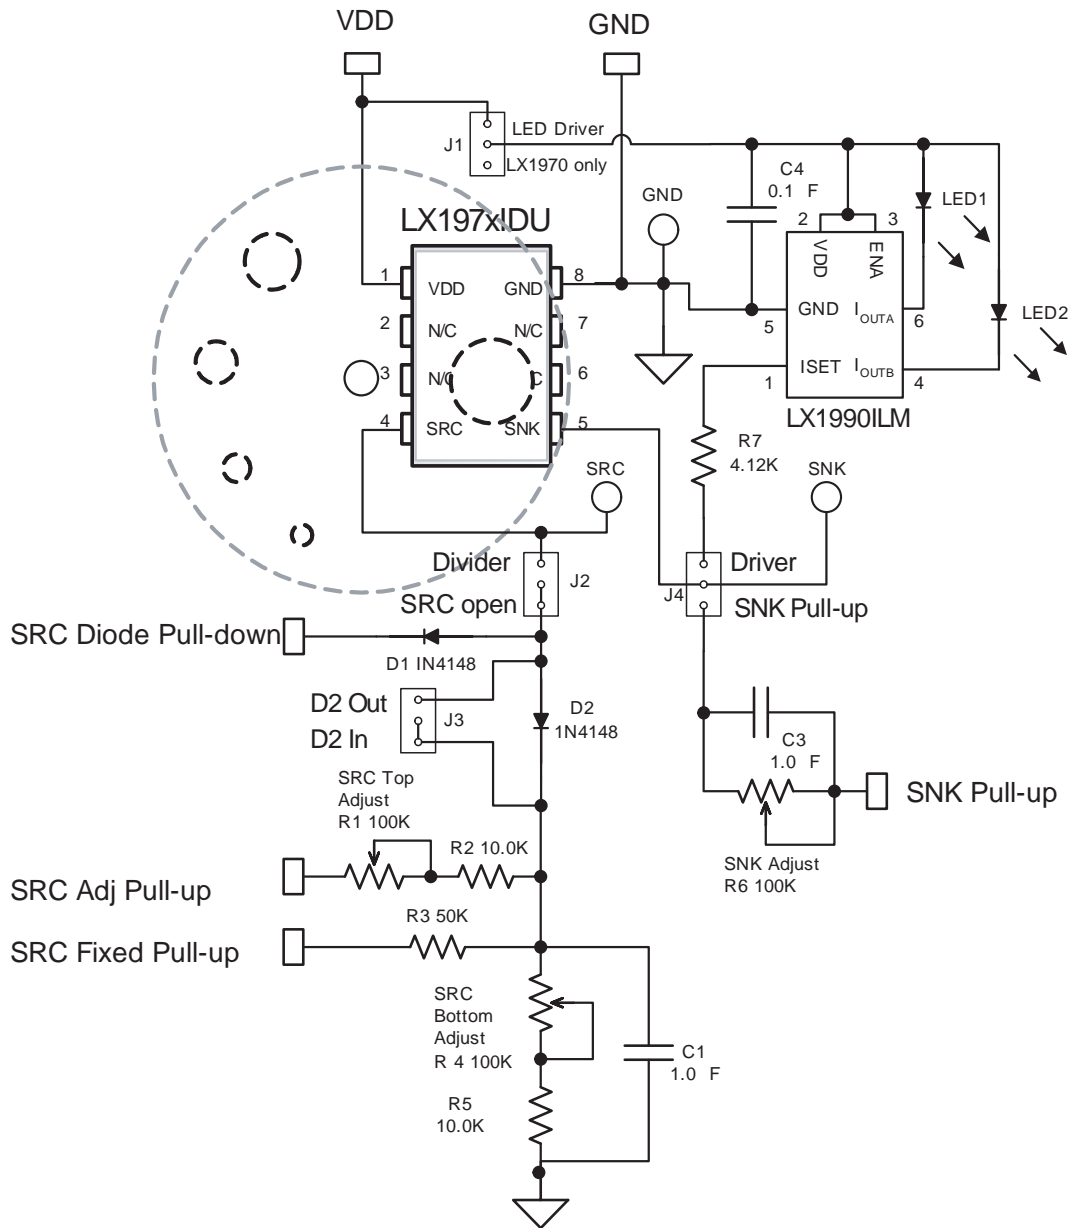 VDD
GND
LED Driver
J1
LX1970 only
C4
0.1 F
GND
LED1
LX197xIDU
2
3
VDD
ENA
1
VDD
GND
8
2
N/C
N/C
7
3
N/C
C
6
4
SRC
SNK
5
5
GND
IOUTA
6
LED2
1
ISET
IOUTB
4
LX1990ILM
R7
4.12K
SRC
SNK
Divider
J2
SRC open
Driver
J4
SNK Pull-up
SRC Diode Pull-down
D1 IN4148
D2 Out
J3
D2 In
D2
1N4148
C3
1.0 F
SRC Top
Adjust
R1 100K
SNK Pull-up
R2 10.0K
SNK Adjust
R6 100K
SRC Adj Pull-up
R3 50K
SRC Fixed Pull-up
SRC
Bottom
Adjust
R 4 100K
C1
1.0 F
R5
10.0K